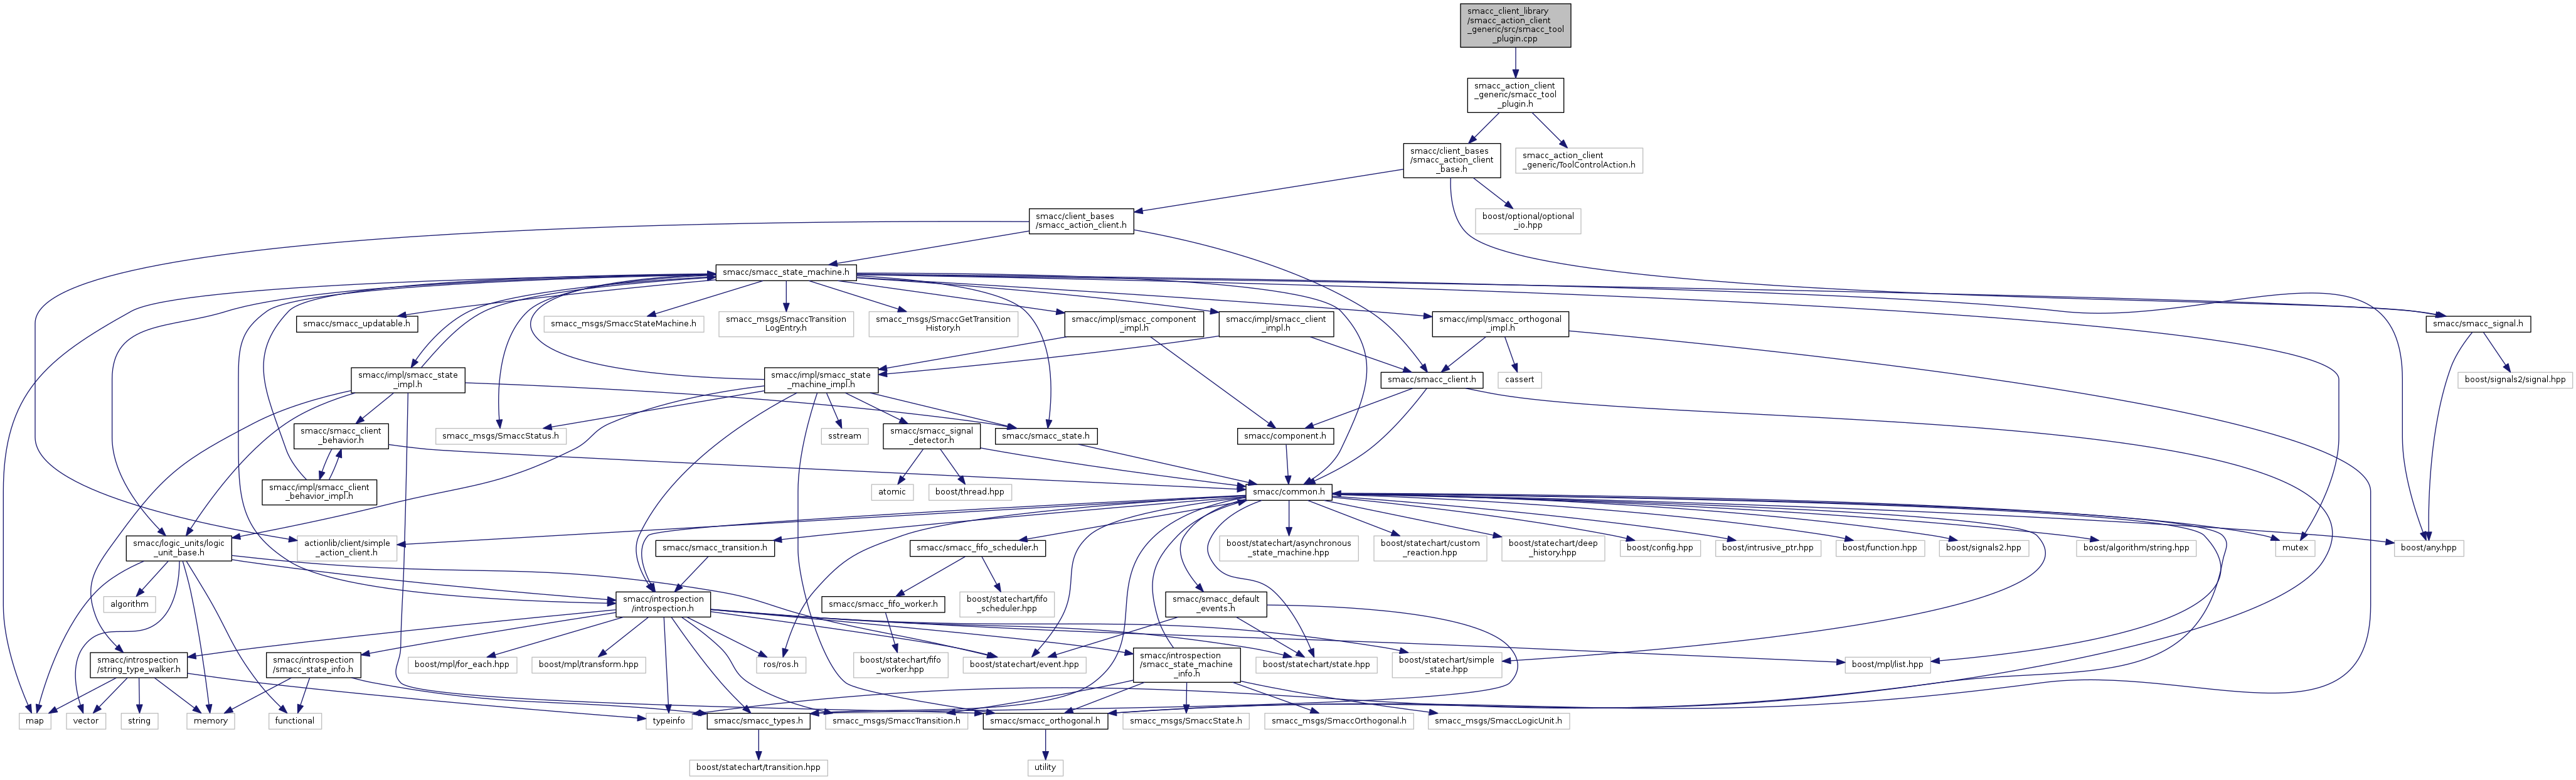 smacc_client_library
/smacc_action_client
_generic/src/smacc_tool
_plugin.cpp
smacc_action_client
_generic/smacc_tool
_plugin.h
smacc/client_bases
/smacc_action_client
_base.h
smacc_action_client
_generic/ToolControlAction.h
smacc/client_bases
/smacc_action_client.h
boost/optional/optional
_io.hpp
smacc/smacc_state_machine.h
smacc/smacc_updatable.h
smacc_msgs/SmaccStateMachine.h
smacc_msgs/SmaccTransition
LogEntry.h
smacc_msgs/SmaccGetTransition
History.h
smacc/impl/smacc_component
_impl.h
smacc/impl/smacc_client
_impl.h
smacc/impl/smacc_orthogonal
_impl.h
smacc/smacc_signal.h
smacc/impl/smacc_state
_impl.h
smacc/impl/smacc_state
_machine_impl.h
smacc/smacc_client.h
cassert
boost/signals2/signal.hpp
smacc/smacc_client
_behavior.h
smacc_msgs/SmaccStatus.h
sstream
smacc/smacc_signal
_detector.h
smacc/smacc_state.h
smacc/component.h
smacc/impl/smacc_client
_behavior_impl.h
atomic
boost/thread.hpp
smacc/common.h
smacc/logic_units/logic
_unit_base.h
actionlib/client/simple
_action_client.h
smacc/smacc_transition.h
smacc/smacc_fifo_scheduler.h
boost/statechart/asynchronous
_state_machine.hpp
boost/statechart/custom
_reaction.hpp
boost/statechart/deep
_history.hpp
boost/config.hpp
boost/intrusive_ptr.hpp
boost/function.hpp
boost/signals2.hpp
boost/algorithm/string.hpp
mutex
boost/any.hpp
algorithm
smacc/introspection
/introspection.h
smacc/smacc_fifo_worker.h
boost/statechart/fifo
_scheduler.hpp
smacc/smacc_default
_events.h
smacc/introspection
/string_type_walker.h
smacc/introspection
/smacc_state_info.h
boost/mpl/for_each.hpp
boost/mpl/transform.hpp
ros/ros.h
boost/statechart/fifo
_worker.hpp
boost/statechart/event.hpp
smacc/introspection
/smacc_state_machine
_info.h
boost/statechart/state.hpp
boost/statechart/simple
_state.hpp
boost/mpl/list.hpp
map
vector
string
memory
functional
typeinfo
smacc/smacc_types.h
smacc_msgs/SmaccTransition.h
smacc/smacc_orthogonal.h
smacc_msgs/SmaccState.h
smacc_msgs/SmaccOrthogonal.h
smacc_msgs/SmaccLogicUnit.h
boost/statechart/transition.hpp
utility